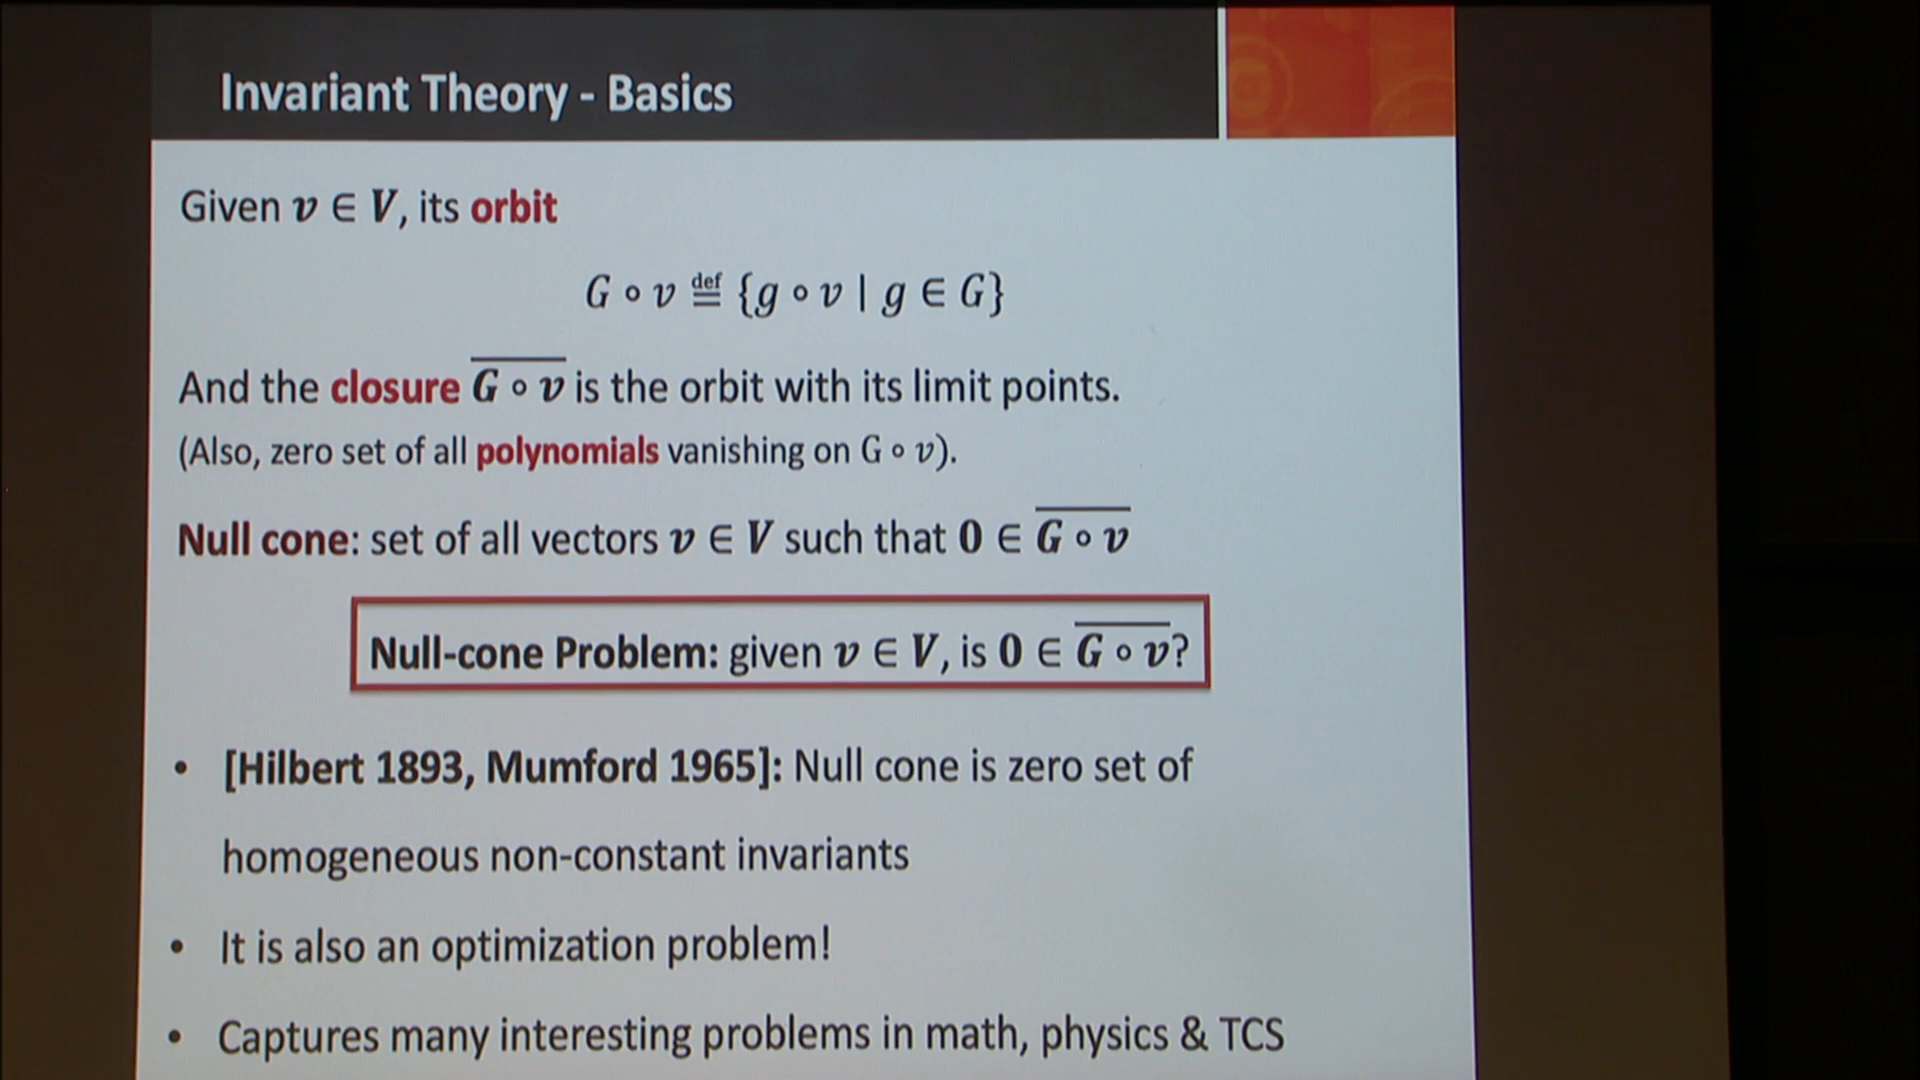 Invariant Theory - Basics
Given v ∈ V, its orbit
G ∘ v ≝ {g ∘ v | g ∈ G}
And the closure \overline{G ∘ v} is the orbit with its limit points.
(Also, zero set of all polynomials vanishing on G ∘ v).
Null cone: set of all vectors v ∈ V such that 0 ∈ \overline{G ∘ v}
Null-cone Problem: given v ∈ V, is 0 ∈ \overline{G ∘ v}?
• [Hilbert 1893, Mumford 1965]: Null cone is zero set of
homogeneous non-constant invariants
• It is also an optimization problem!
• Captures many interesting problems in math, physics & TCS